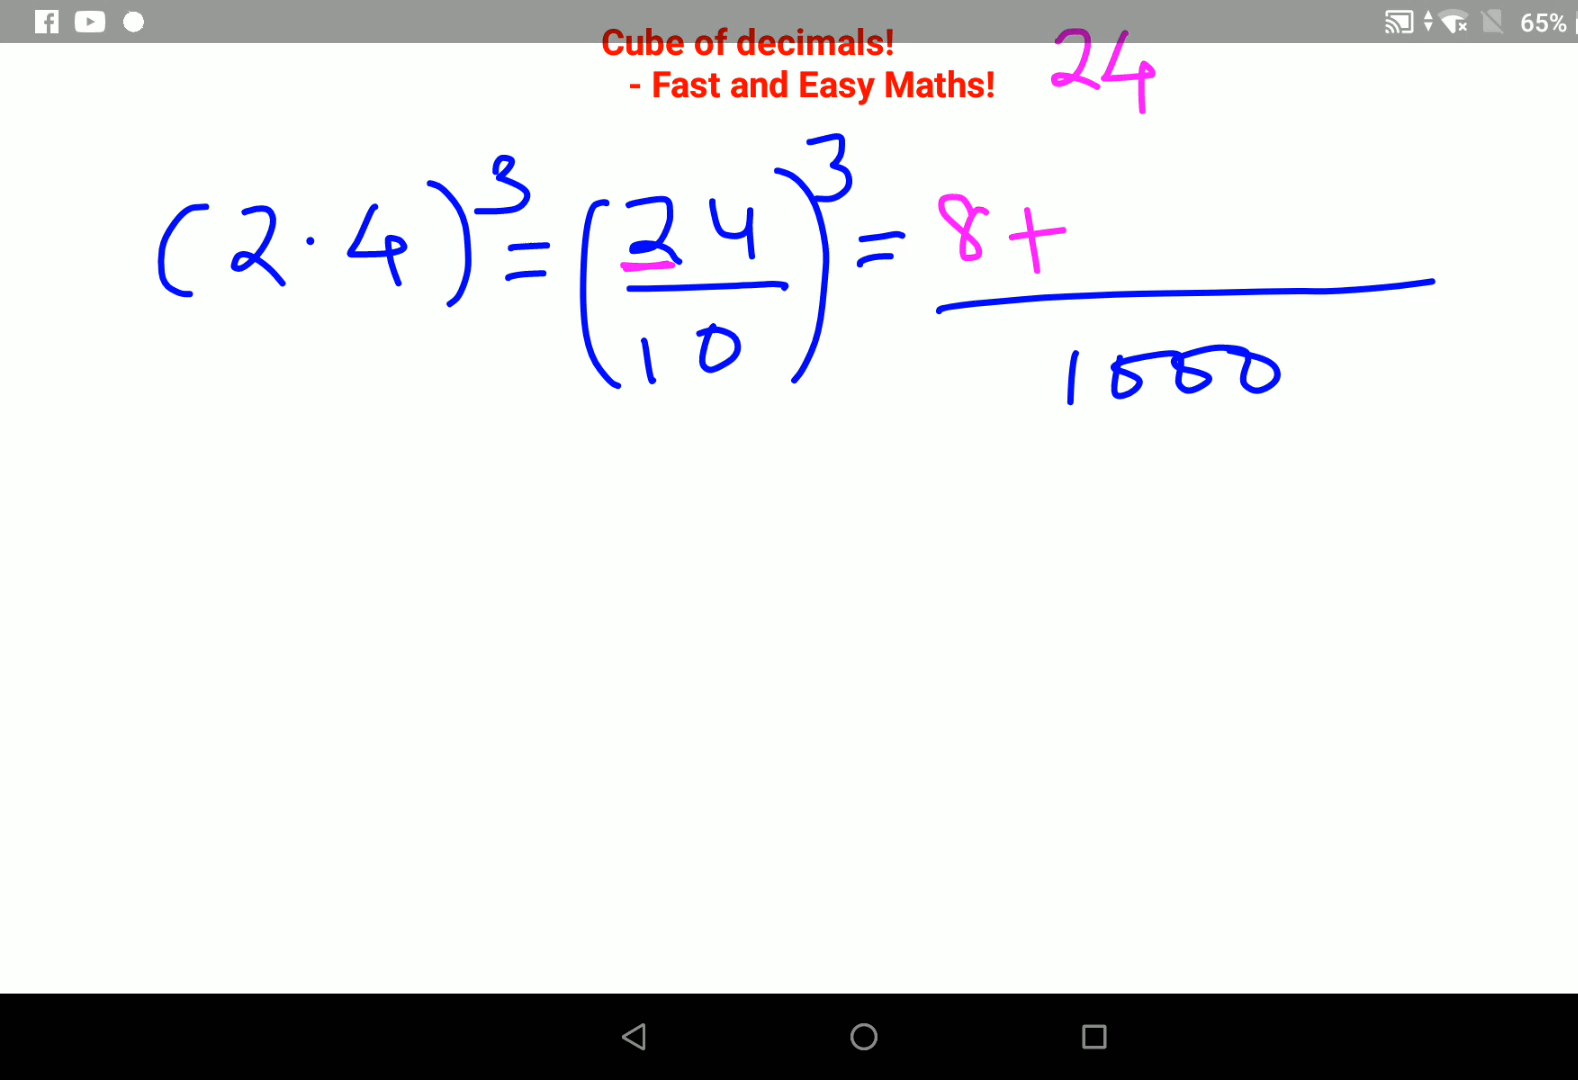 65%
Cube of decimals!
- Fast and Easy Maths!
24
(2.4)³ = (24/10)³ = 8+ /1000